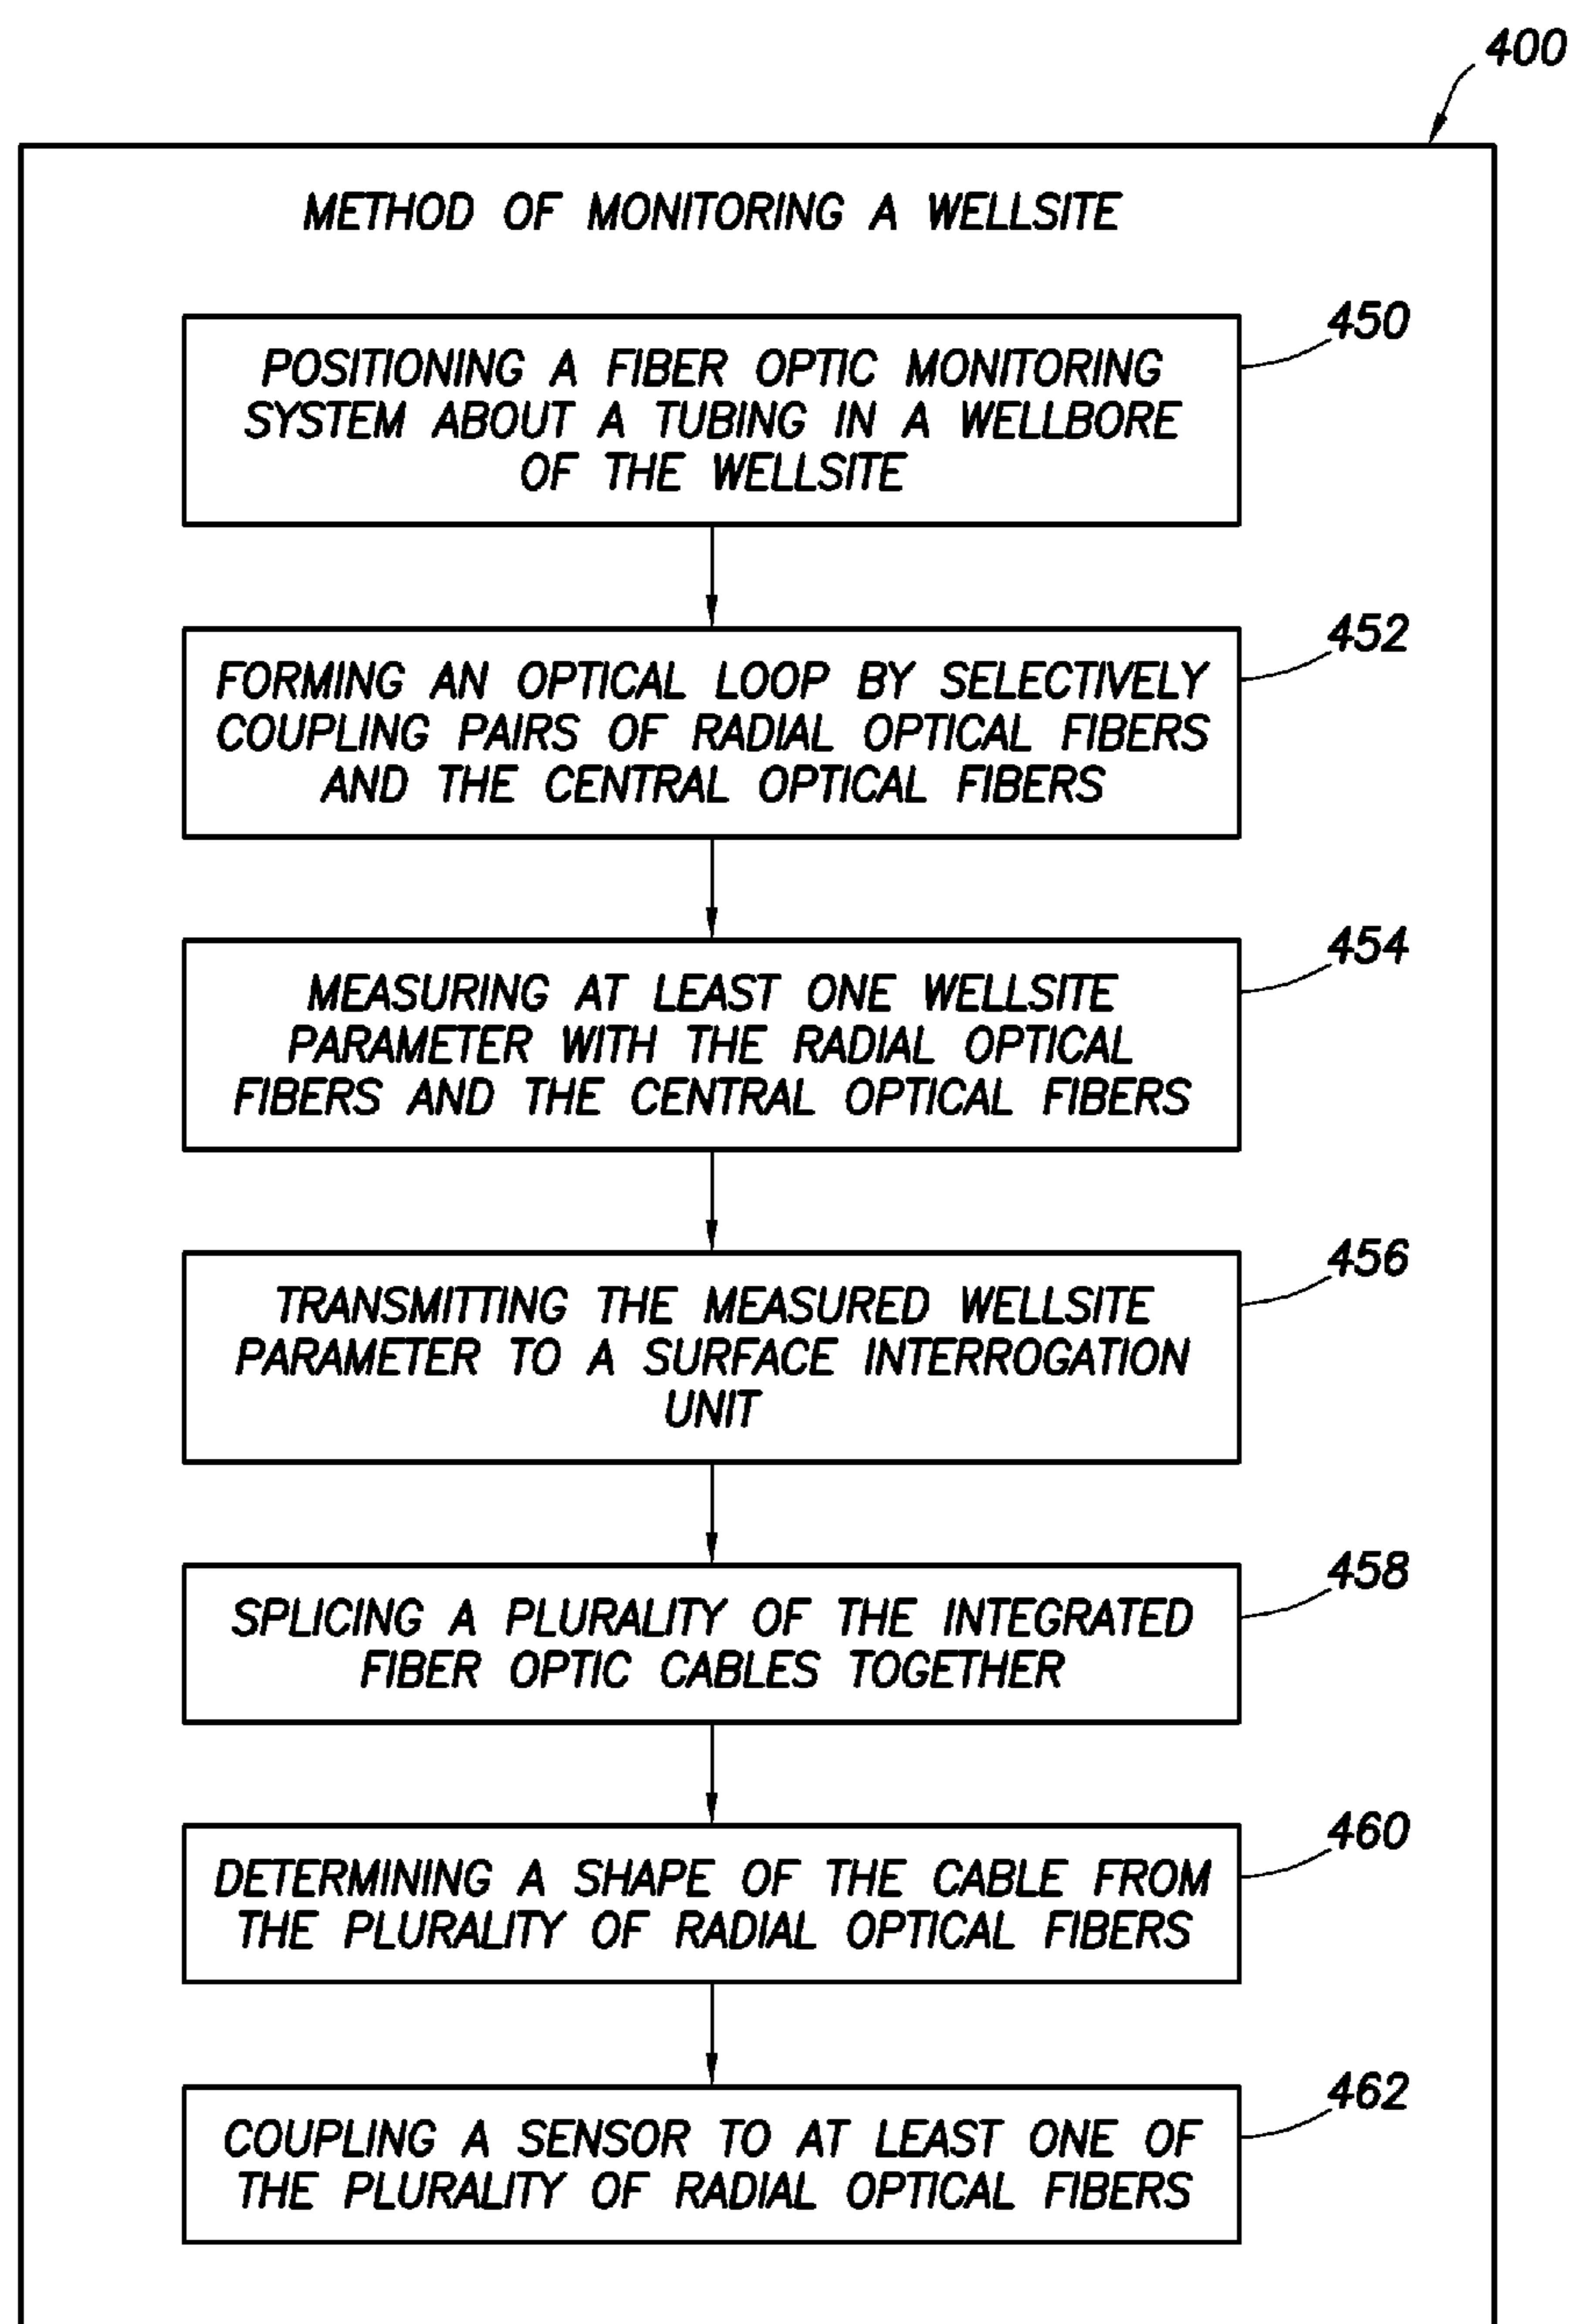 400
METHOD OF MONITORING A WELLSITE
450
POSITIONING A FIBER OPTIC MONITORING
SYSTEM ABOUT A TUBING IN A WELLBORE
OF THE WELLSITE
452
FORMING AN OPTICAL LOOP BY SELECTIVELY
COUPLING PAIRS OF RADIAL OPTICAL FIBERS
AND THE CENTRAL OPTICAL FIBERS
454
MEASURING AT LEAST ONE WELLSITE
PARAMETER WITH THE RADIAL OPTICAL
FIBERS AND THE CENTRAL OPTICAL FIBERS
456
TRANSMITTING THE MEASURED WELLSITE
PARAMETER TO A SURFACE INTERROGATION
UNIT
458
SPLICING A PLURALITY OF THE INTEGRATED
FIBER OPTIC CABLES TOGETHER
460
DETERMINING A SHAPE OF THE CABLE FROM
THE PLURALITY OF RADIAL OPTICAL FIBERS
462
COUPLING A SENSOR TO AT LEAST ONE OF
THE PLURALITY OF RADIAL OPTICAL FIBERS